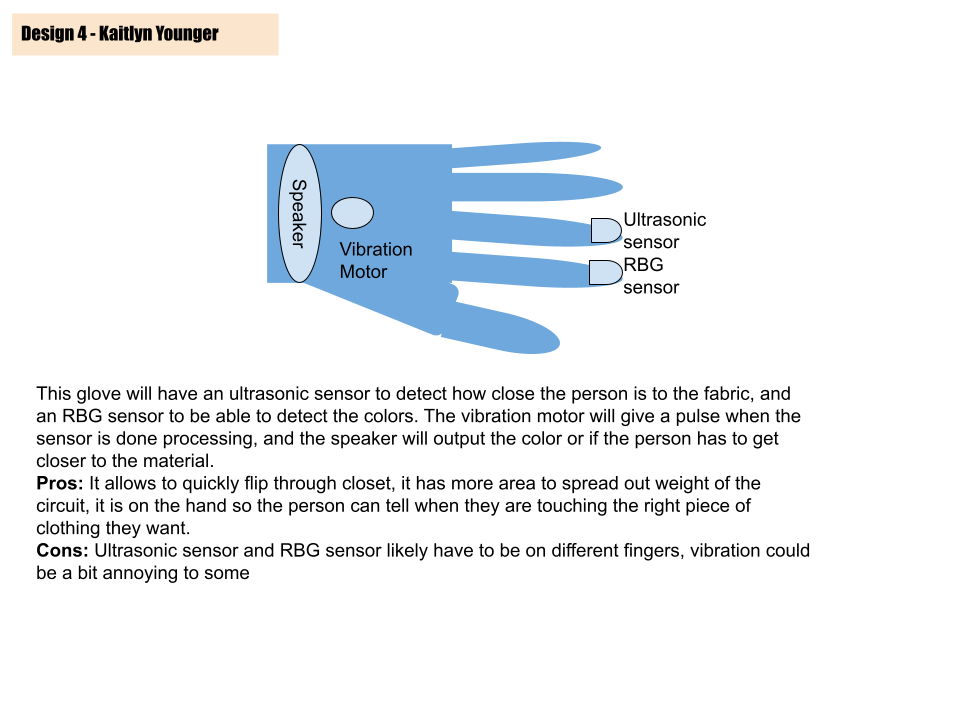 Design 4 - Kaitlyn Younger
Speaker
Vibration
Motor
Ultrasonic
sensor
RBG
sensor
This glove will have an ultrasonic sensor to detect how close the person is to the fabric, and
an RBG sensor to be able to detect the colors. The vibration motor will give a pulse when the
sensor is done processing, and the speaker will output the color or if the person has to get
closer to the material.
Pros: It allows to quickly flip through closet, it has more area to spread out weight of the
circuit, it is on the hand so the person can tell when they are touching the right piece of
clothing they want.
Cons: Ultrasonic sensor and RBG sensor likely have to be on different fingers, vibration could
be a bit annoying to some